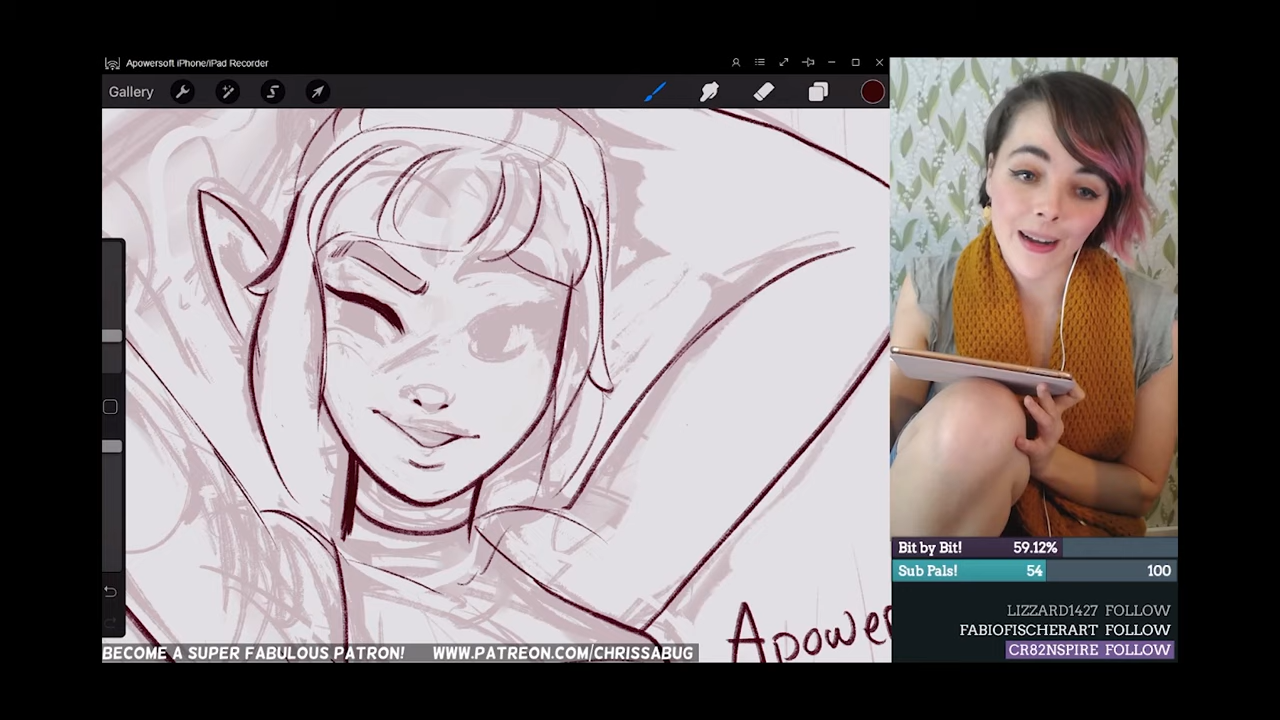 Apowersoft iPhone/iPad Recorder
Gallery
Apower
BECOME A SUPER FABULOUS PATRON! WWW.PATREON.COM/CHRISSABUG
Bit by Bit! 59.12%
Sub Pals! 54 100
LIZZARD1427 FOLLOW
FABIOFISCHERART FOLLOW
CR82NSPIRE FOLLOW